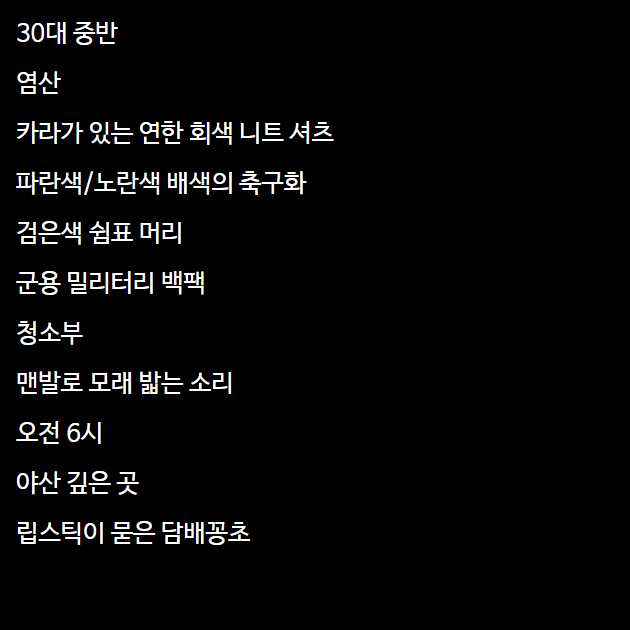 30대 중반
염산
카라가 있는 연한 회색 니트 셔츠
파란색/노란색 배색의 축구화
검은색 쉼표 머리
군용 밀리터리 백팩
청소부
맨발로 모래 밟는 소리
오전 6시
야산 깊은 곳
립스틱이 묻은 담배꽁초